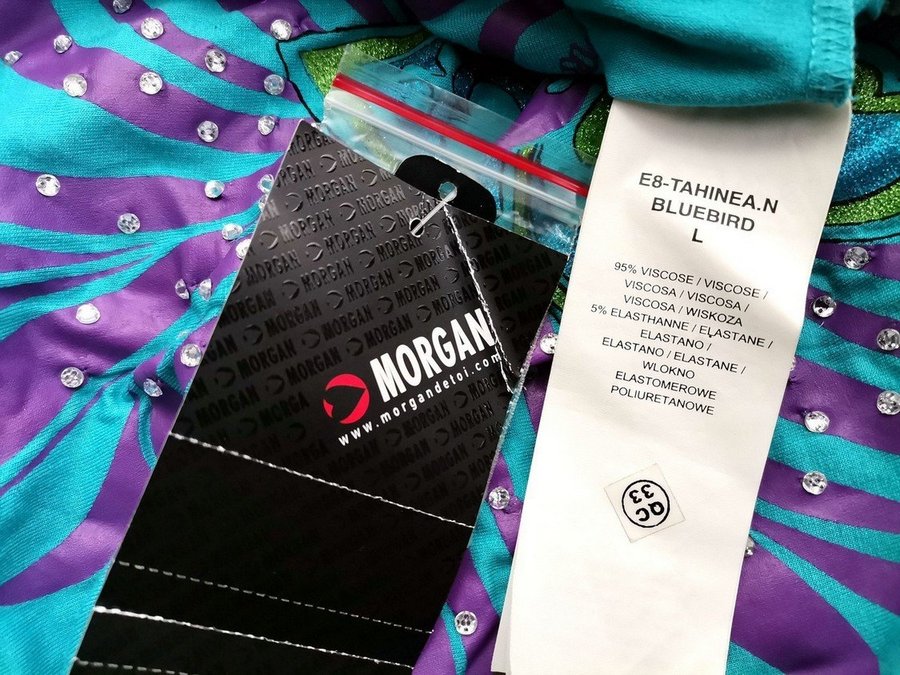 MORGAN
www.morgandetoi.com
E8-TAHINEA.N
BLUEBIRD
L
95% VISCOSE / VISCOSE /
VISCOSA / VISCOSA /
VISCOSA / WISKOZA
5% ELASTHANNE / ELASTANE /
ELASTANO /
ELASTANO / ELASTANE /
WLOKNO
ELASTOMEROWE
POLIURETANOWE
QC
33